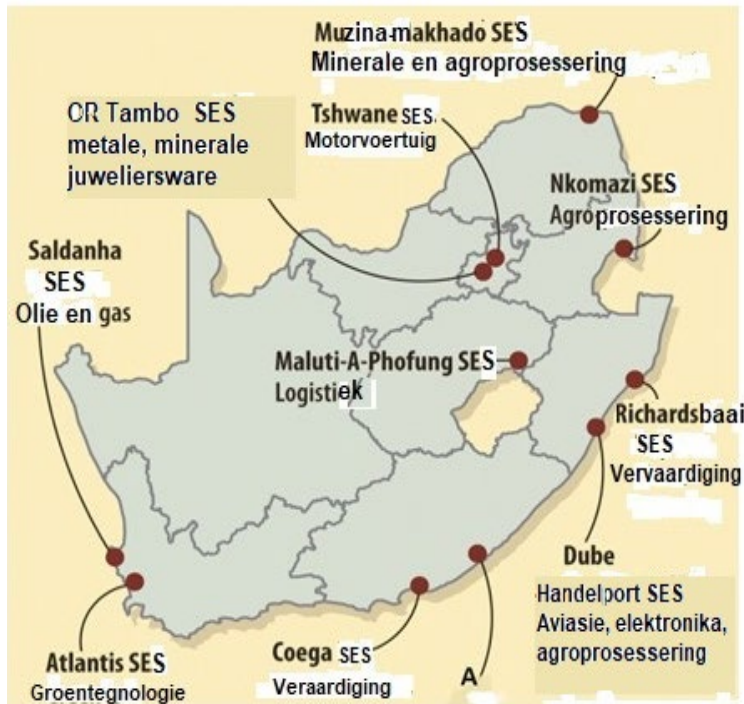 Muzina-makhado SES
Minerale en agroprosessering
OR Tambo SES
metale, minerale
juweliersware
Tshwane SES
Motorvoertuig
Nkomazi SES
Agroprosessering
Saldanha
SES
Olie en gas
Maluti-A-Phofung SES
Logistiek
Richardsbaai
SES
Vervaardiging
Dube
Handelport SES
Aviasie, elektronika,
agroprosessering
Atlantis SES
Groentegnologie
Coega SES
Veraardiging
A